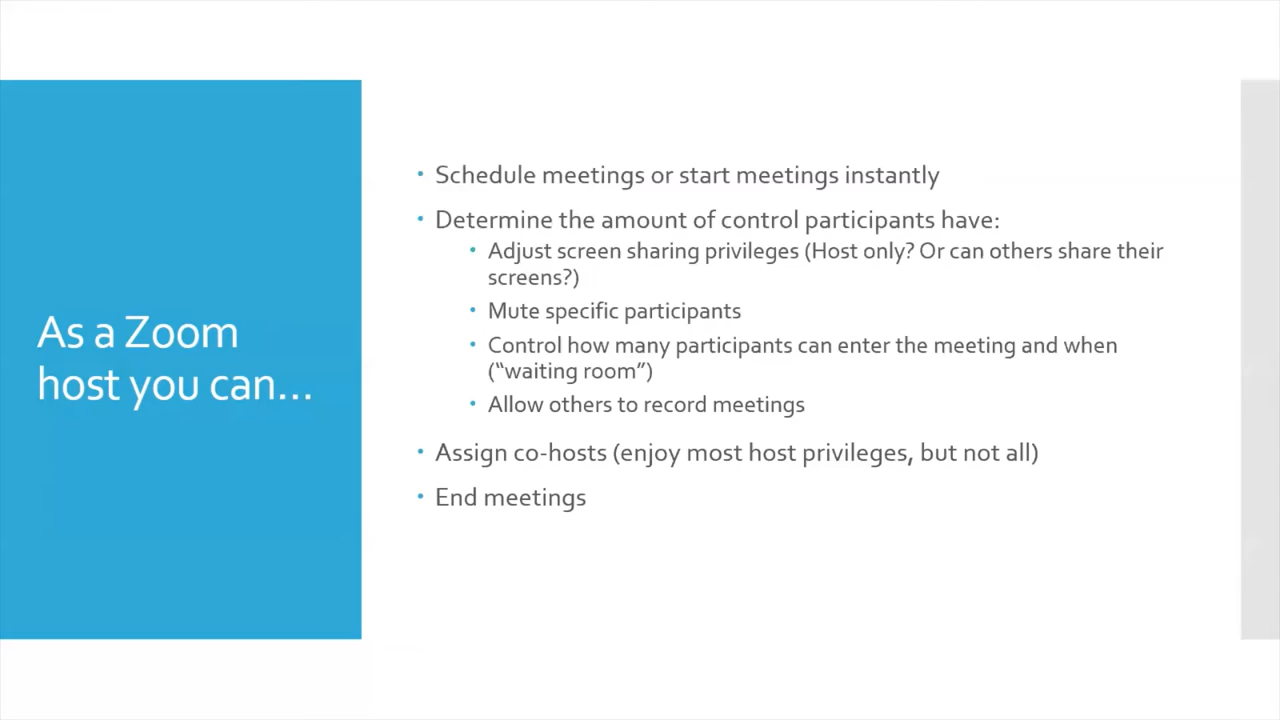 As a Zoom
host you can...
• Schedule meetings or start meetings instantly
• Determine the amount of control participants have:
• Adjust screen sharing privileges (Host only? Or can others share their
screens?)
• Mute specific participants
• Control how many participants can enter the meeting and when
(“waiting room”)
• Allow others to record meetings
• Assign co-hosts (enjoy most host privileges, but not all)
• End meetings